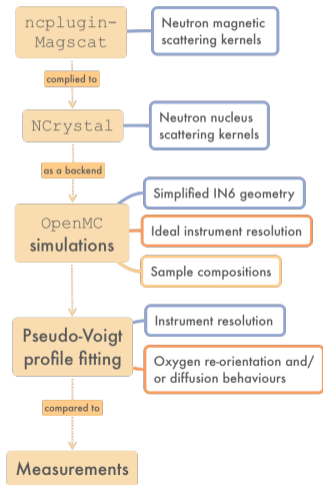 ncplugin-
Magscat
Neutron magnetic
scattering kernels
complied to
NCrystal
Neutron nucleus
scattering kernels
as a backend
OpenMC
simulations
Simplified IN6 geometry
Ideal instrument resolution
Sample compositions
Pseudo-Voigt
profile fitting
Instrument resolution
Oxygen re-orientation and/
or diffusion behaviours
compared to
Measurements